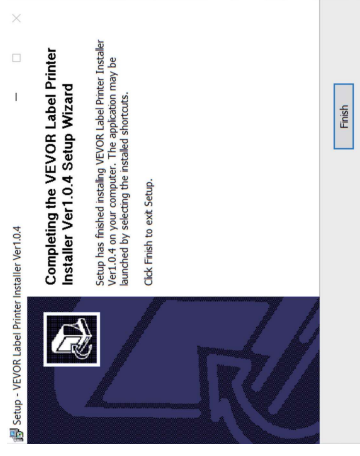 Setup - VEVOR Label Printer Installer Ver1.0.4
Completing the VEVOR Label Printer
Installer Ver1.0.4 Setup Wizard
Setup has finished installing VEVOR Label Printer Installer
Ver1.0.4 on your computer. The application may be
launched by selecting the installed shortcuts.
Click Finish to exit Setup.
Finish